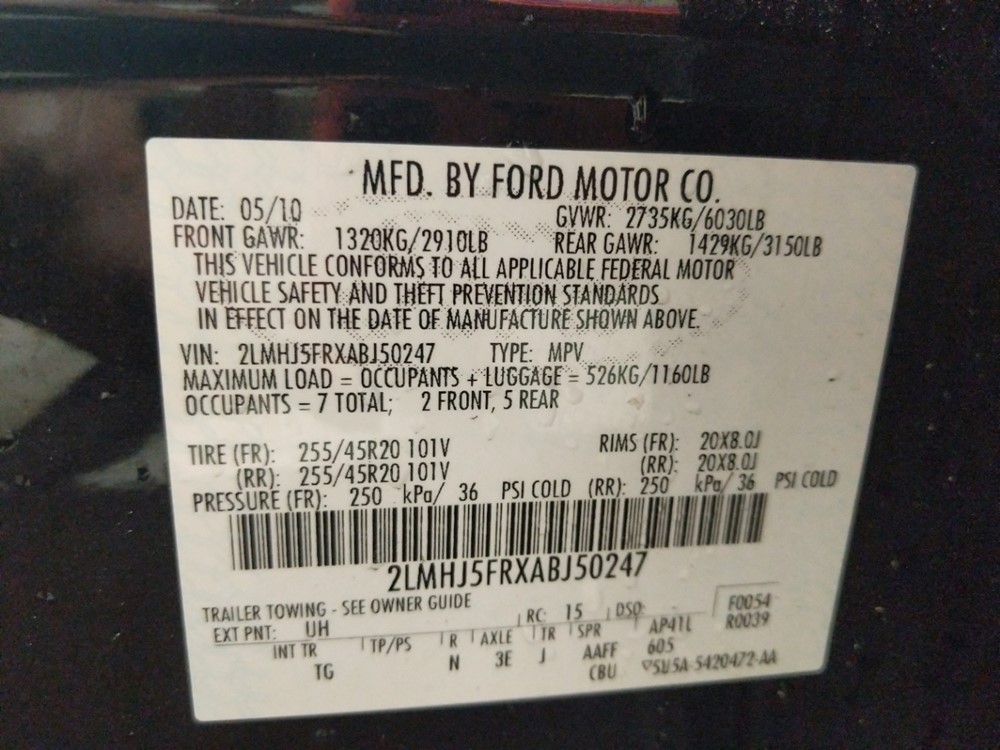 MFD. BY FORD MOTOR CO.
DATE: 05/10 GVWR: 2735KG/6030LB
FRONT GAWR: 1320KG/2910LB REAR GAWR: 1429KG/3150LB
THIS VEHICLE CONFORMS TO ALL APPLICABLE FEDERAL MOTOR
VEHICLE SAFETY AND THEFT PREVENTION STANDARDS
IN EFFECT ON THE DATE OF MANUFACTURE SHOWN ABOVE.
VIN: 2LMHJ5FRXABJ50247 TYPE: MPV
MAXIMUM LOAD = OCCUPANTS + LUGGAGE = 526KG/1160LB
OCCUPANTS = 7 TOTAL; 2 FRONT, 5 REAR
TIRE (FR): 255/45R20 101V RIMS (FR): 20X8.0J
(RR): 255/45R20 101V (RR): 20X8.0J
PRESSURE (FR): 250 kPa/ 36 PSI COLD (RR): 250 kPa/ 36 PSI COLD
2LMHJ5FRXABJ50247
TRAILER TOWING - SEE OWNER GUIDE F0054
EXT PNT: UH RC: 15 DSO: R0039
INT TR TP/PS R AXLE TR SPR AP41L
TG N 3E J AAFF 605
CBU 5U5A-5420472-AA